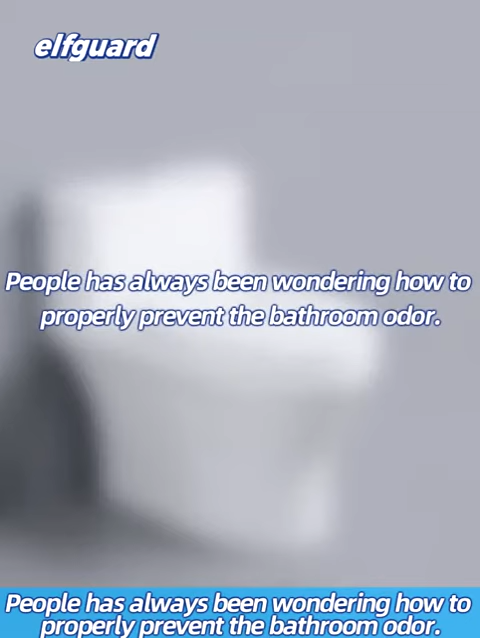 elfguard
People has always been wondering how to
properly prevent the bathroom odor.
People has always been wondering how to
properly prevent the bathroom odor.